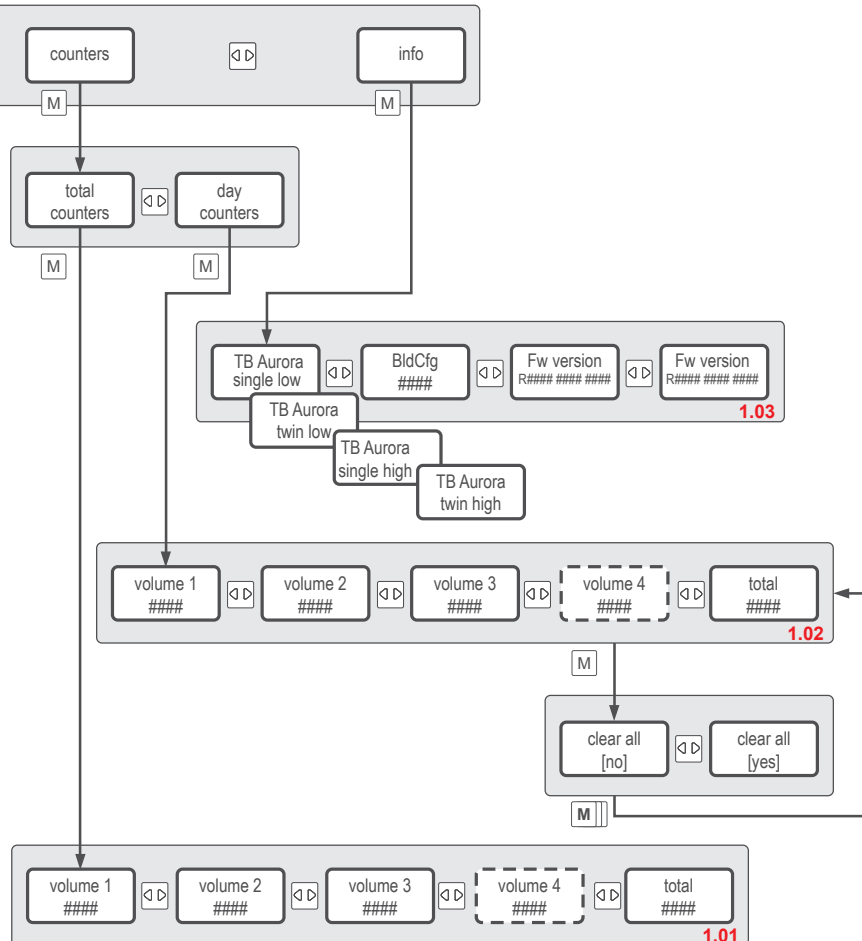 counters
info
M
M
total
counters
day
counters
M
M
TB Aurora
single low
BldCfg
####
Fw version
R#### #### ####
Fw version
R#### #### ####
1.03
TB Aurora
twin low
TB Aurora
single high
TB Aurora
twin high
volume 1
####
volume 2
####
volume 3
####
volume 4
####
total
####
1.02
M
clear all
[no]
clear all
[yes]
M
volume 1
####
volume 2
####
volume 3
####
volume 4
####
total
####
1.01